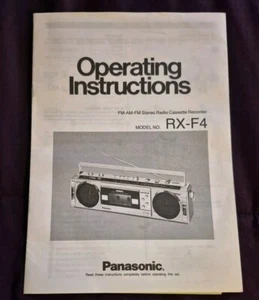 Operating
Instructions
FM-AM-FM Stereo Radio Cassette Recorder
MODEL NO. RX-F4
Panasonic.
Read these instructions completely before operating this set.